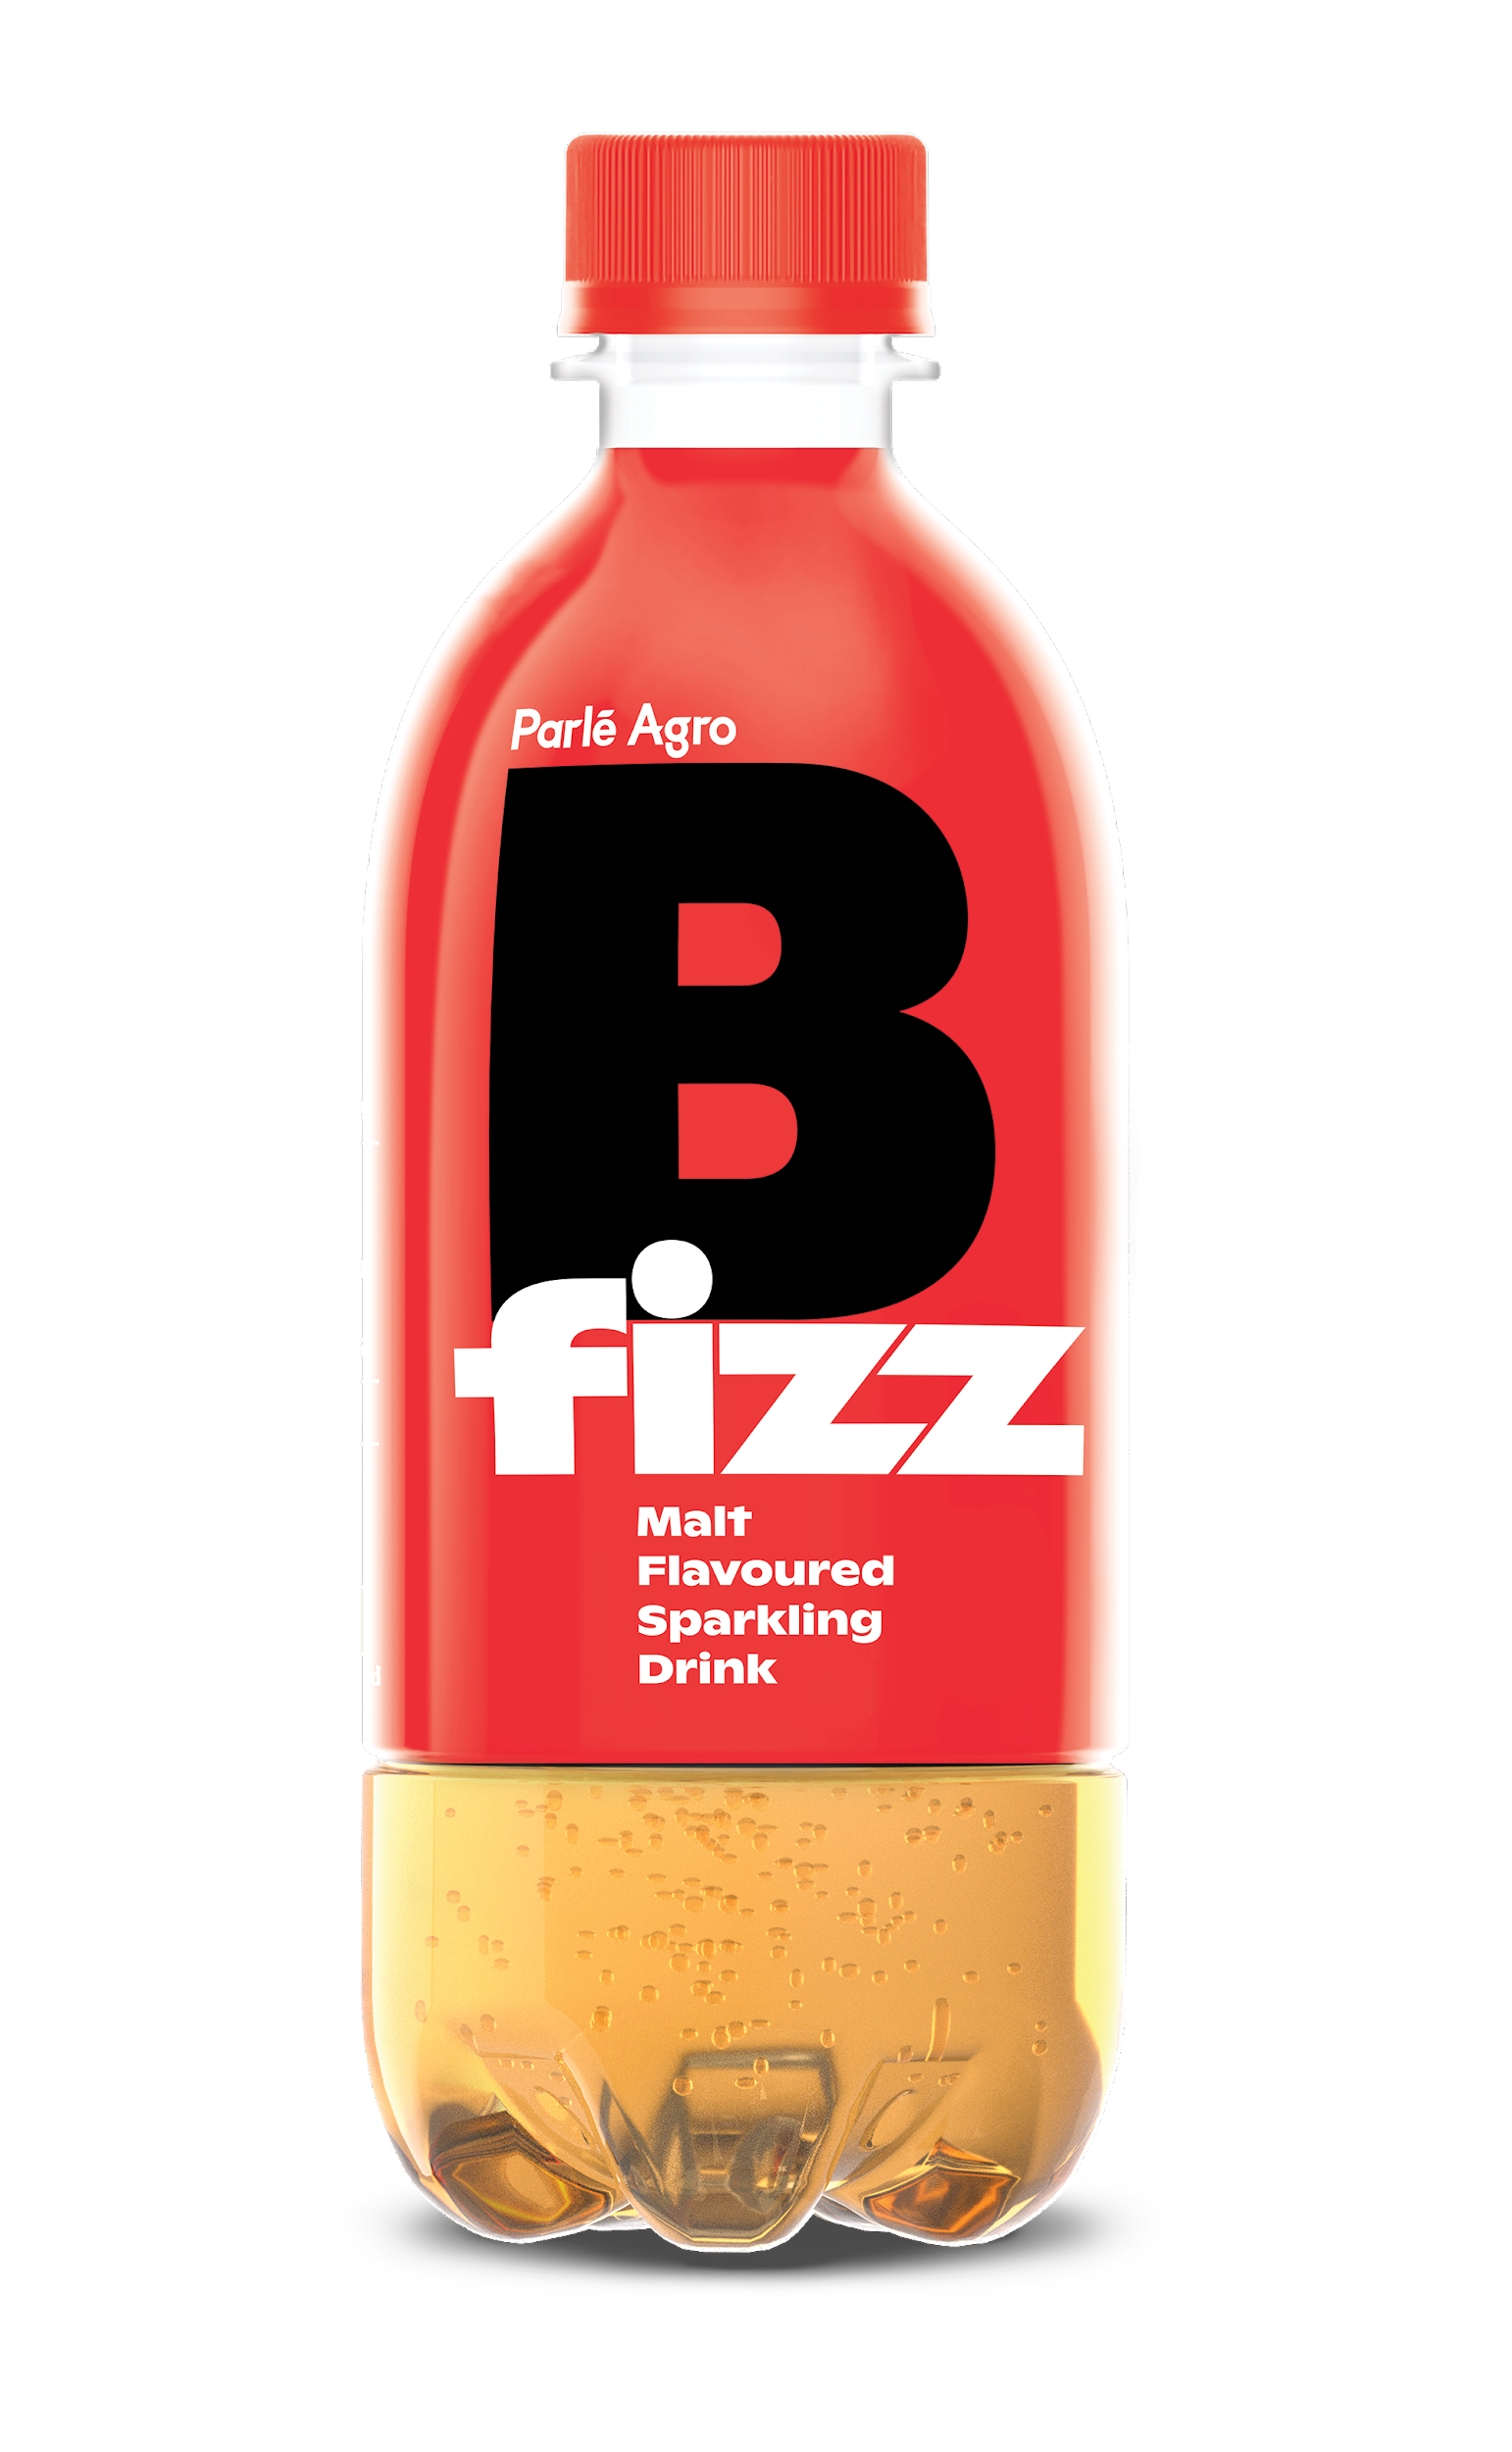 Parlé Agro
B
fizz
Malt
Flavoured
Sparkling
Drink